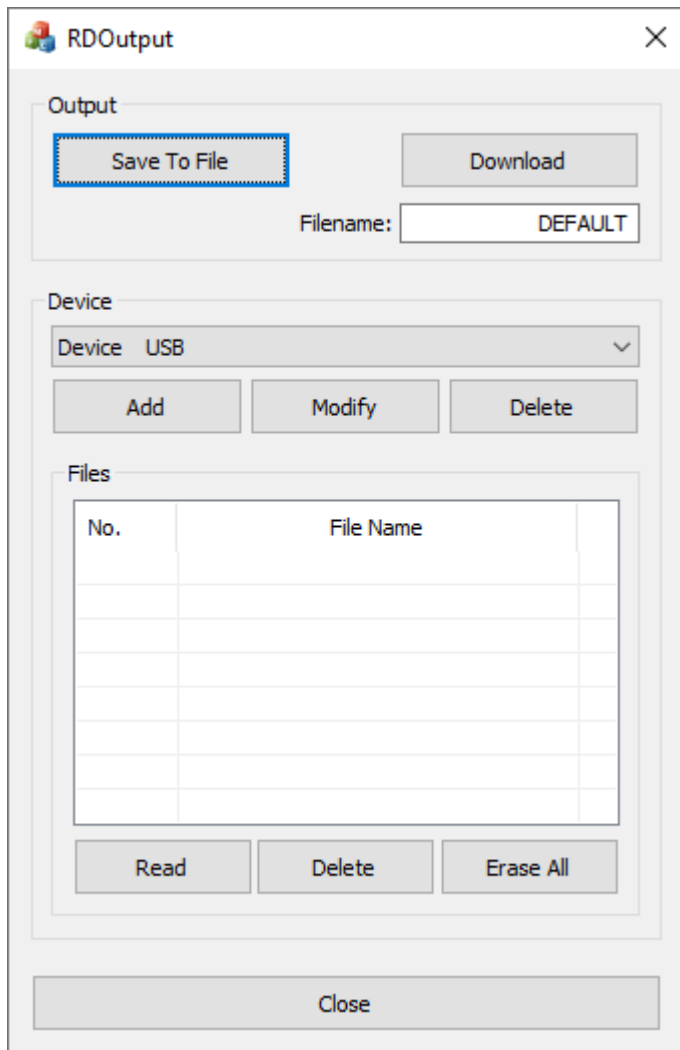 RDOutput
Output
Save To File Download
Filename: DEFAULT
Device
Device USB
Add Modify Delete
Files
No. File Name
Read Delete Erase All
Close